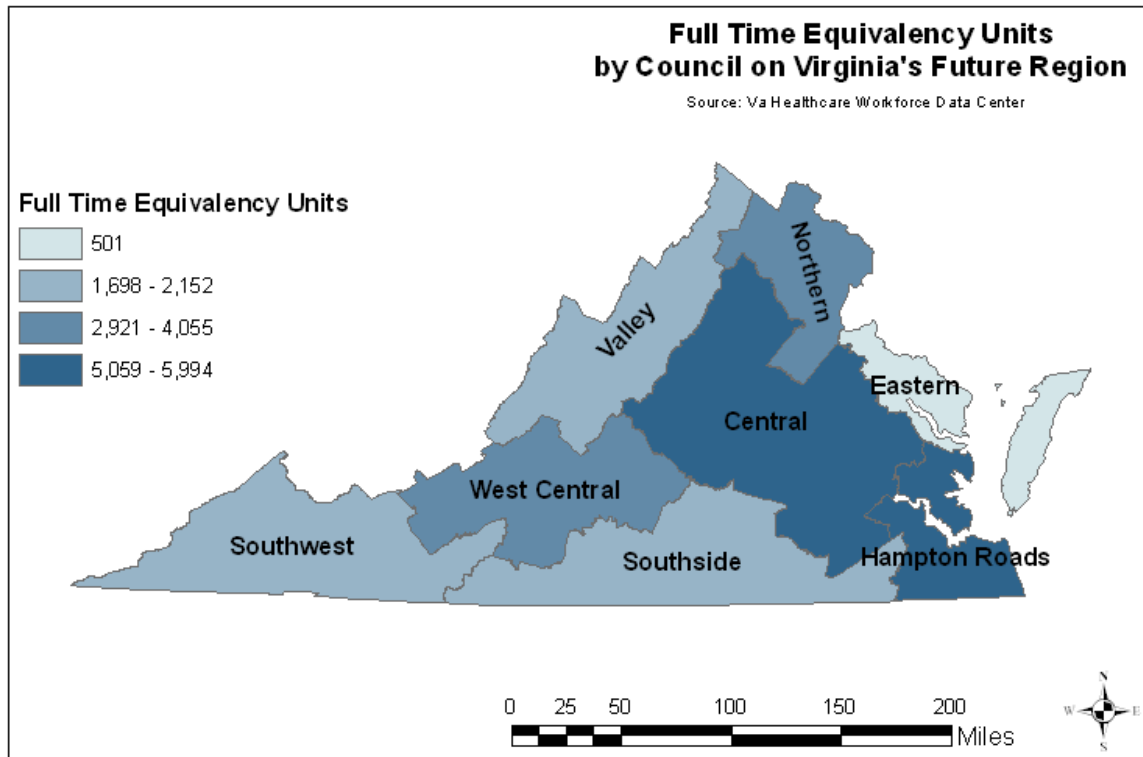 Full Time Equivalency Units
by Council on Virginia's Future Region
Source: Va Healthcare Workforce Data Center
Full Time Equivalency Units
501
1,698 - 2,152
2,921 - 4,055
5,059 - 5,994
Northern
Valley
Eastern
Central
West Central
Southwest
Southside
Hampton Roads
0 25 50 100 150 200
Miles
N
W E
S